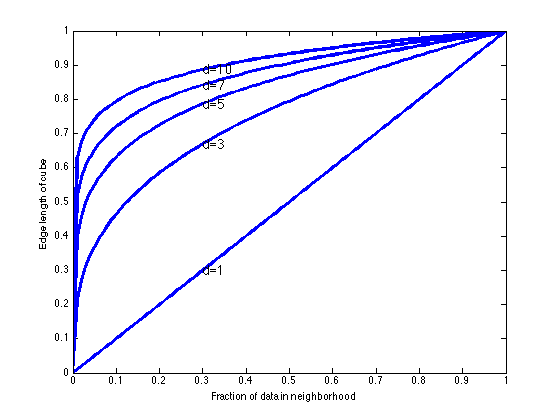 1
0.9
0.8
0.7
0.6
0.5
0.4
0.3
0.2
0.1
0
Edge length of cube
d=10
d=7
d=5
d=3
d=1
0 0.1 0.2 0.3 0.4 0.5 0.6 0.7 0.8 0.9 1
Fraction of data in neighborhood